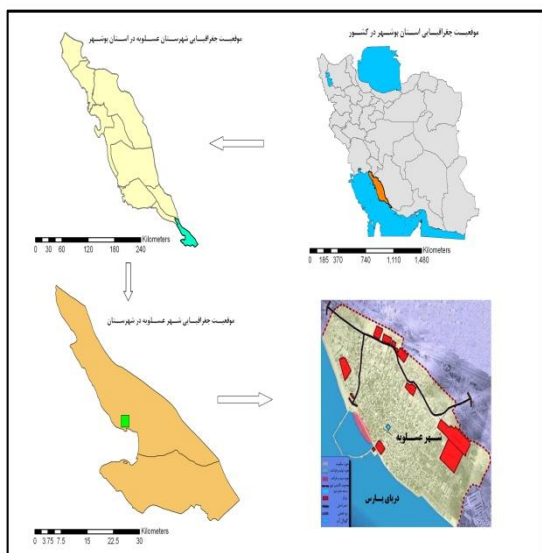 موقعیت جغرافیایی استان بوشهر در کشور
Kilometers
0 185 370 740 1,110 1,480
موقعیت جغرافیایی شهرستان عسلویه در استان بوشهر
Kilometers
0 30 60 120 180 240
موقعیت جغرافیایی شهر عسلویه در شهرستان
Kilometers
0 3.75 7.5 15 22.5 30
شهر عسلویه
دریای پارس